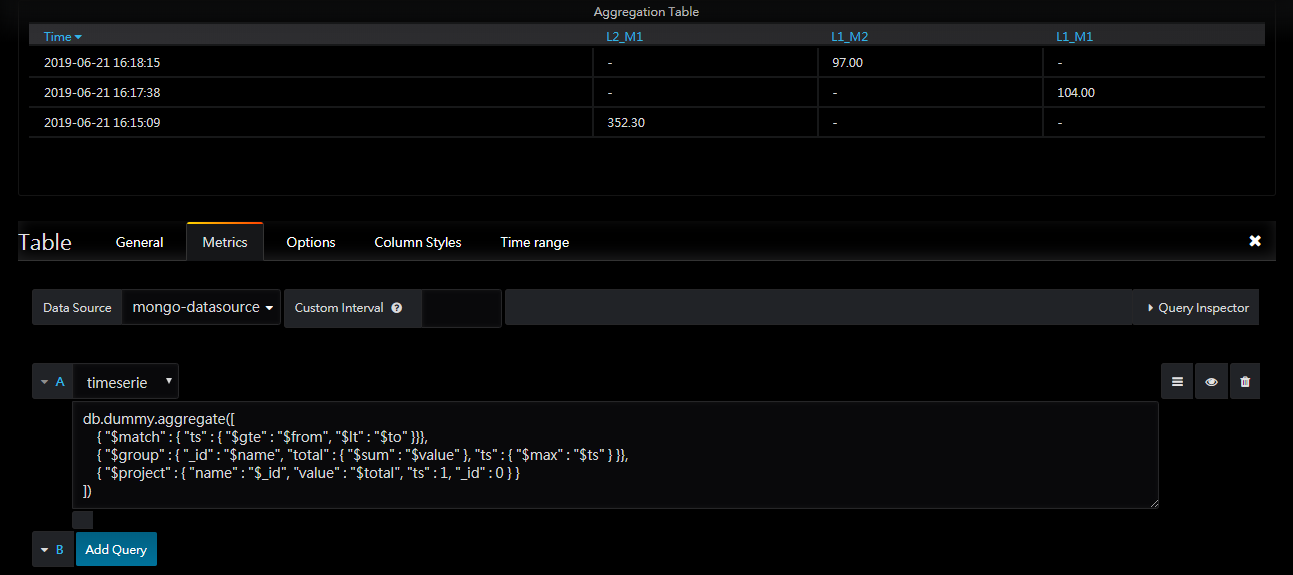 Aggregation Table
Time L2_M1 L1_M2 L1_M1
2019-06-21 16:18:15 - 97.00 -
2019-06-21 16:17:38 - - 104.00
2019-06-21 16:15:09 352.30 - -
Table General Metrics Options Column Styles Time range
Data Source mongo-datasource Custom Interval Query Inspector
A timeserie
db.dummy.aggregate([
{ "$match" : { "ts" : { "$gte" : "$from", "$lt" : "$to" }}},
{ "$group" : { "_id" : "$name", "total" : { "$sum" : "$value" }, "ts" : { "$max" : "$ts" } }},
{ "$project" : { "name" : "$_id", "value" : "$total", "ts" : 1, "_id" : 0 } }
])
B Add Query